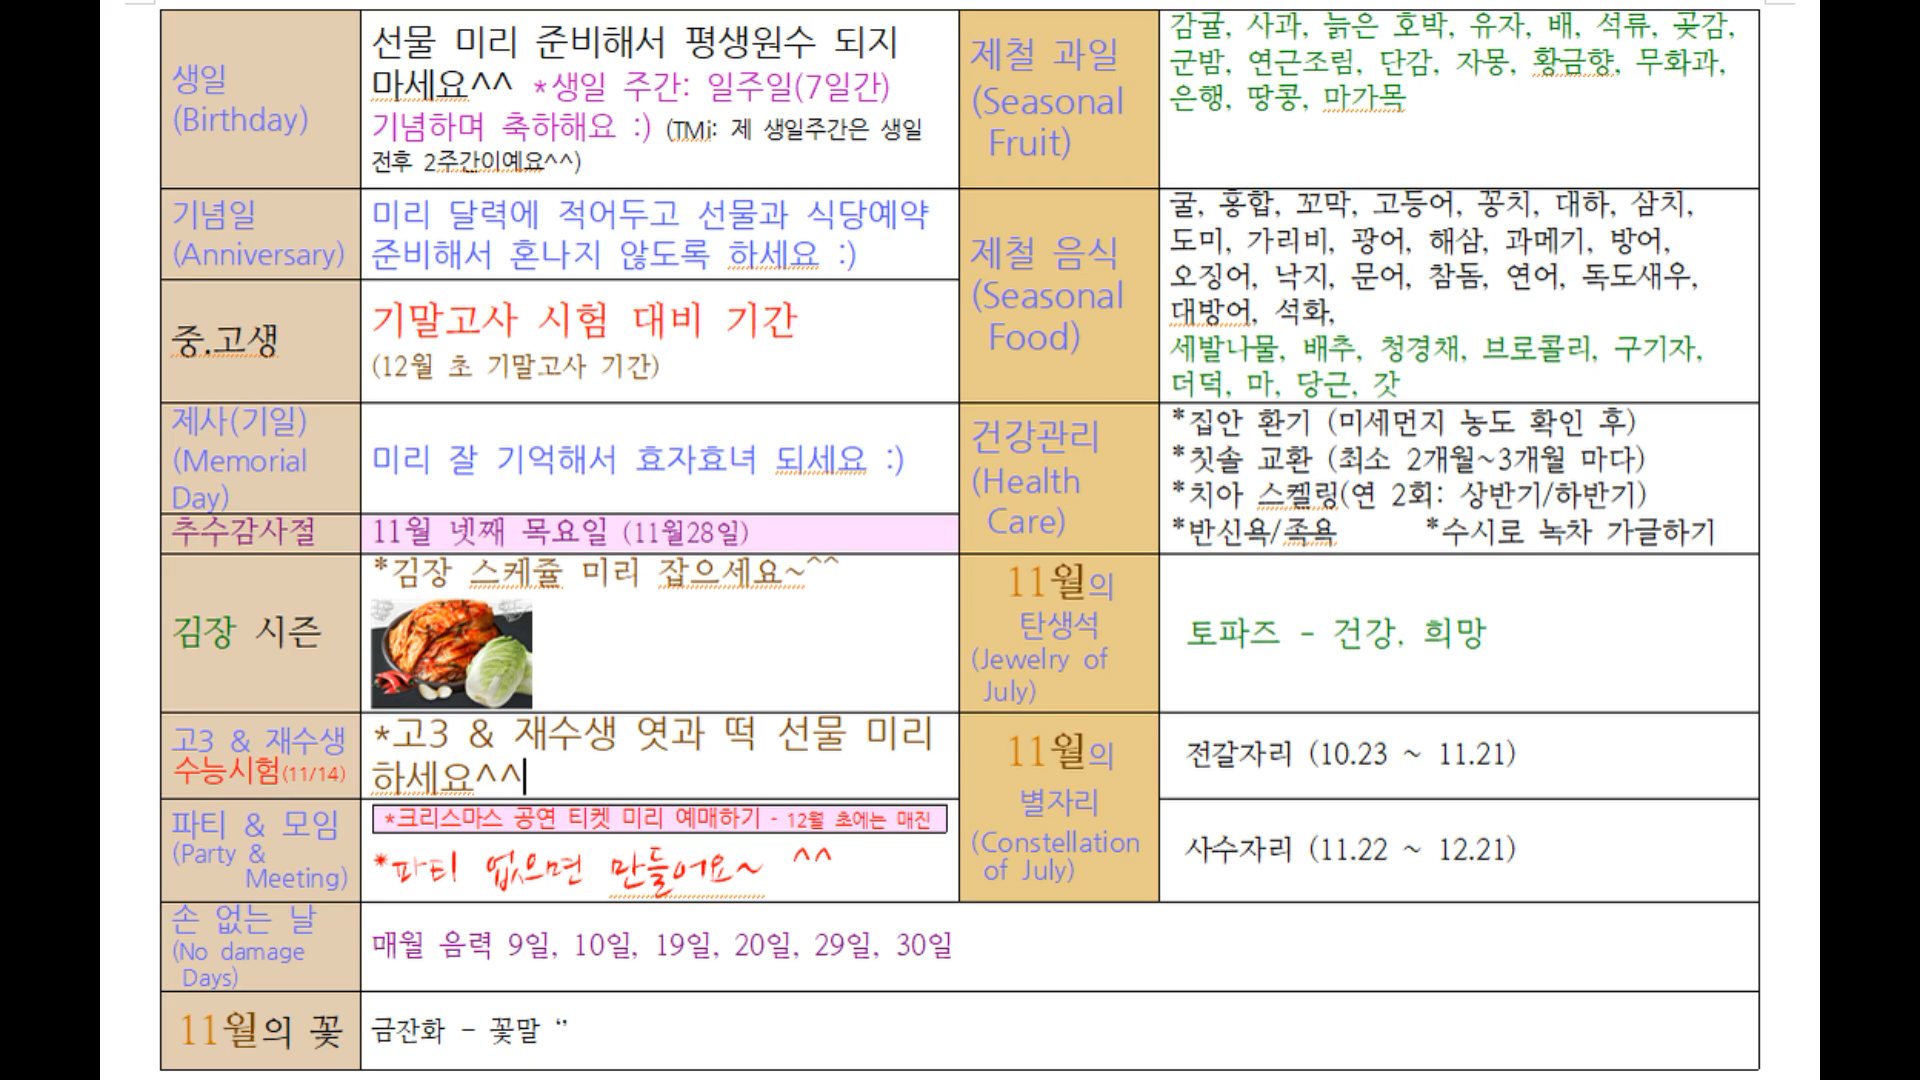 생일
(Birthday)
선물 미리 준비해서 평생원수 되지
마세요^^ *생일 주간: 일주일(7일간)
기념하며 축하해요 :) (TMi: 제 생일주간은 생일
전후 2주간이예요^^)
제철 과일
(Seasonal
Fruit)
감귤, 사과, 늙은 호박, 유자, 배, 석류, 곶감,
군밤, 연근조림, 단감, 자몽, 황금향, 무화과,
은행, 땅콩, 마가목
기념일
(Anniversary)
미리 달력에 적어두고 선물과 식당예약
준비해서 혼나지 않도록 하세요 :)
중.고생
기말고사 시험 대비 기간
(12월 초 기말고사 기간)
제철 음식
(Seasonal
Food)
굴, 홍합, 꼬막, 고등어, 꽁치, 대하, 삼치,
도미, 가리비, 광어, 해삼, 과메기, 방어,
오징어, 낙지, 문어, 참돔, 연어, 독도새우,
대방어, 석화,
세발나물, 배추, 청경채, 브로콜리, 구기자,
더덕, 마, 당근, 갓
제사(기일)
(Memorial
Day)
미리 잘 기억해서 효자효녀 되세요 :)
추수감사절
11월 넷째 목요일 (11월28일)
건강관리
(Health
Care)
*집안 환기 (미세먼지 농도 확인 후)
*칫솔 교환 (최소 2개월~3개월 마다)
*치아 스켈링(연 2회: 상반기/하반기)
*반신욕/족욕 *수시로 녹차 가글하기
김장 시즌
*김장 스케쥴 미리 잡으세요~^^
11월의
탄생석
(Jewelry of
July)
토파즈 - 건강, 희망
고3 & 재수생
수능시험(11/14)
*고3 & 재수생 엿과 떡 선물 미리
하세요^^
11월의
별자리
(Constellation
of July)
전갈자리 (10.23 ~ 11.21)
사수자리 (11.22 ~ 12.21)
파티 & 모임
(Party &
Meeting)
*크리스마스 공연 티켓 미리 예매하기 - 12월 초에는 매진
*파티 없으면 만들어요~ ^^
손 없는 날
(No damage
Days)
매월 음력 9일, 10일, 19일, 20일, 29일, 30일
11월의 꽃
금잔화 - 꽃말 ‘’